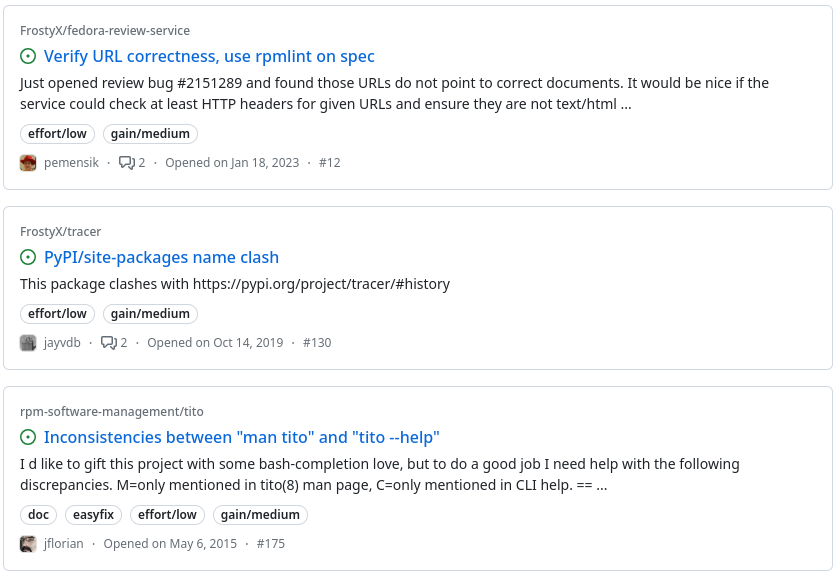 FrostyX/fedora-review-service
Verify URL correctness, use rpmlint on spec
Just opened review bug #2151289 and found those URLs do not point to correct documents. It would be nice if the
service could check at least HTTP headers for given URLs and ensure they are not text/html ...
effort/low gain/medium
pemensik · 2 · Opened on Jan 18, 2023 · #12
FrostyX/tracer
PyPI/site-packages name clash
This package clashes with https://pypi.org/project/tracer/#history
effort/low gain/medium
jayvdb · 2 · Opened on Oct 14, 2019 · #130
rpm-software-management/tito
Inconsistencies between "man tito" and "tito --help"
I d like to gift this project with some bash-completion love, but to do a good job I need help with the following
discrepancies. M=only mentioned in tito(8) man page, C=only mentioned in CLI help. == ...
doc easyfix effort/low gain/medium
jflorian · Opened on May 6, 2015 · #175